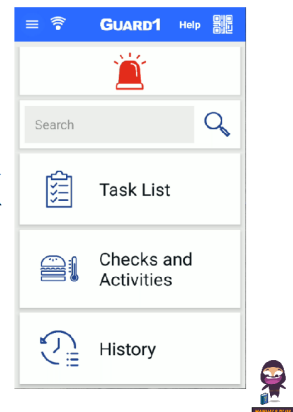 GUARD1 Help
Search
Task List
Checks and
Activities
History